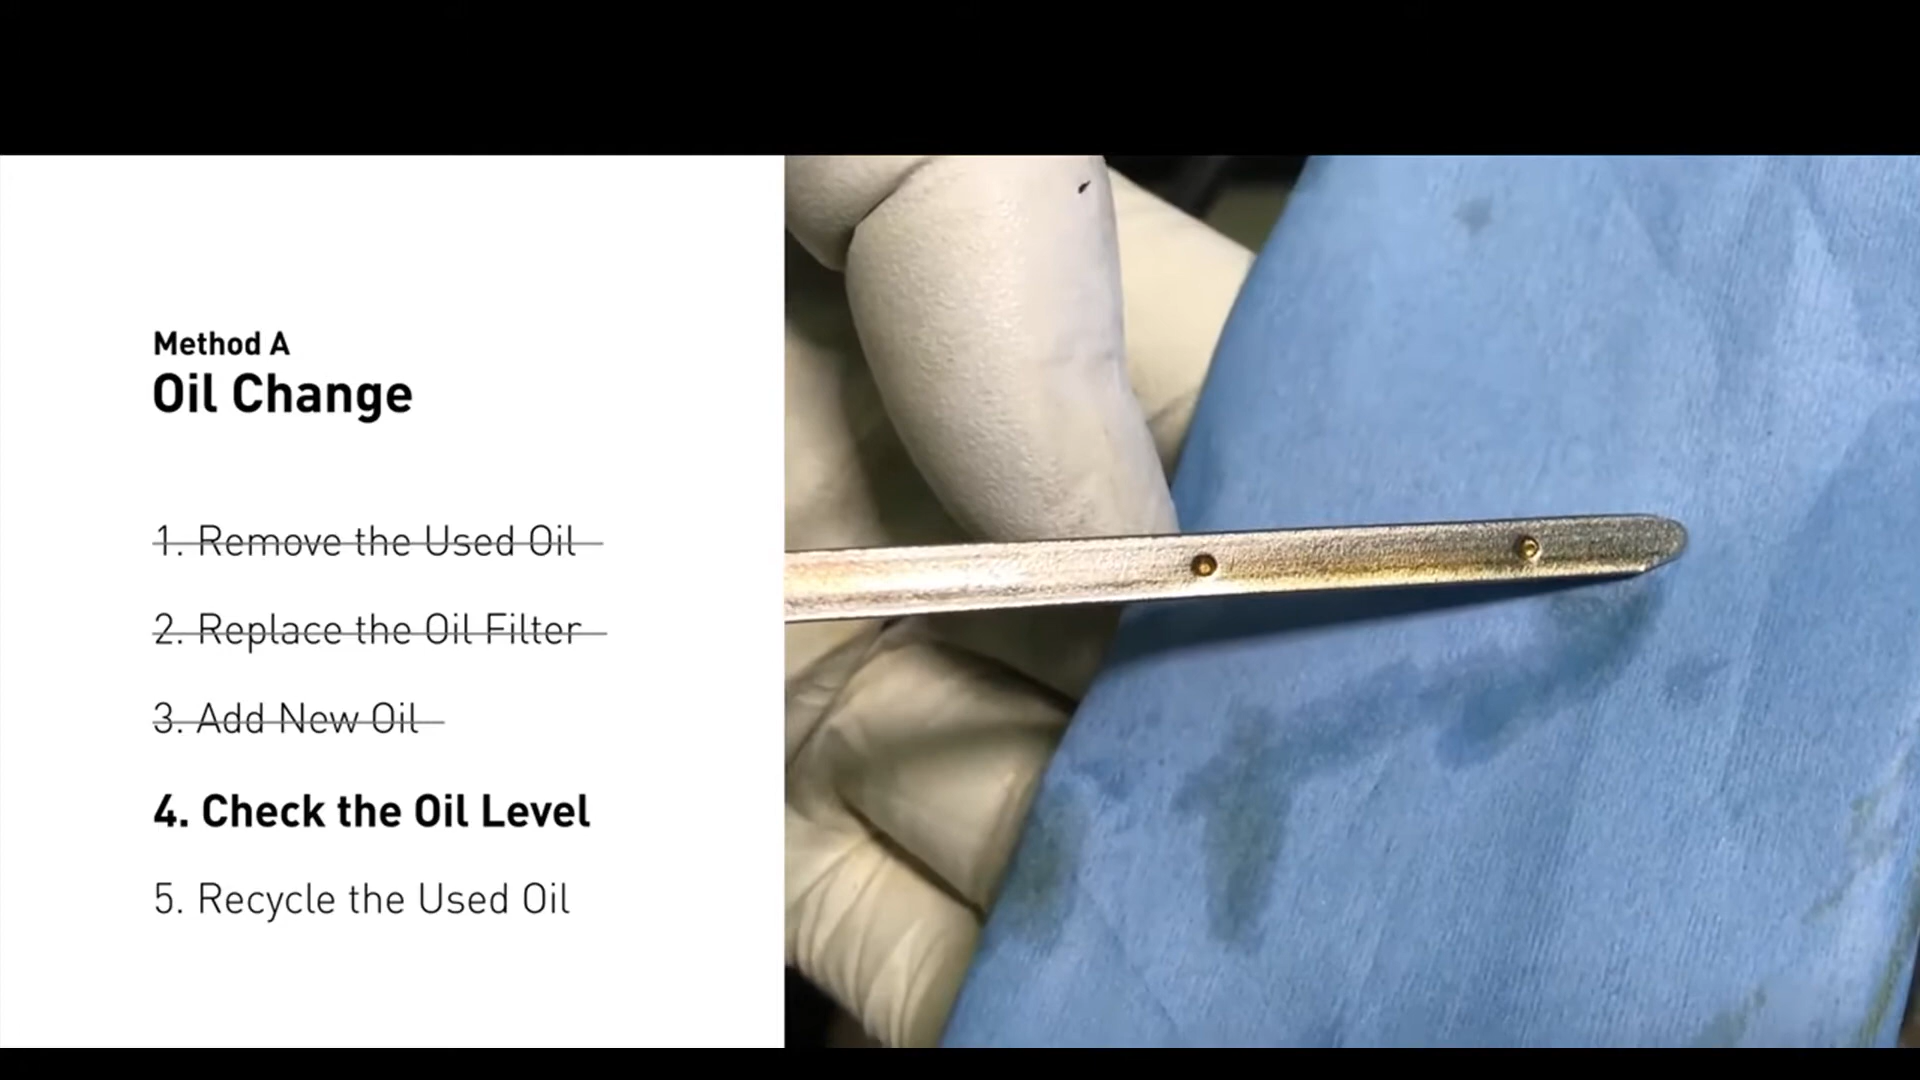 Method A
Oil Change
1. Remove the Used Oil
2. Replace the Oil Filter
3. Add New Oil
4. Check the Oil Level
5. Recycle the Used Oil